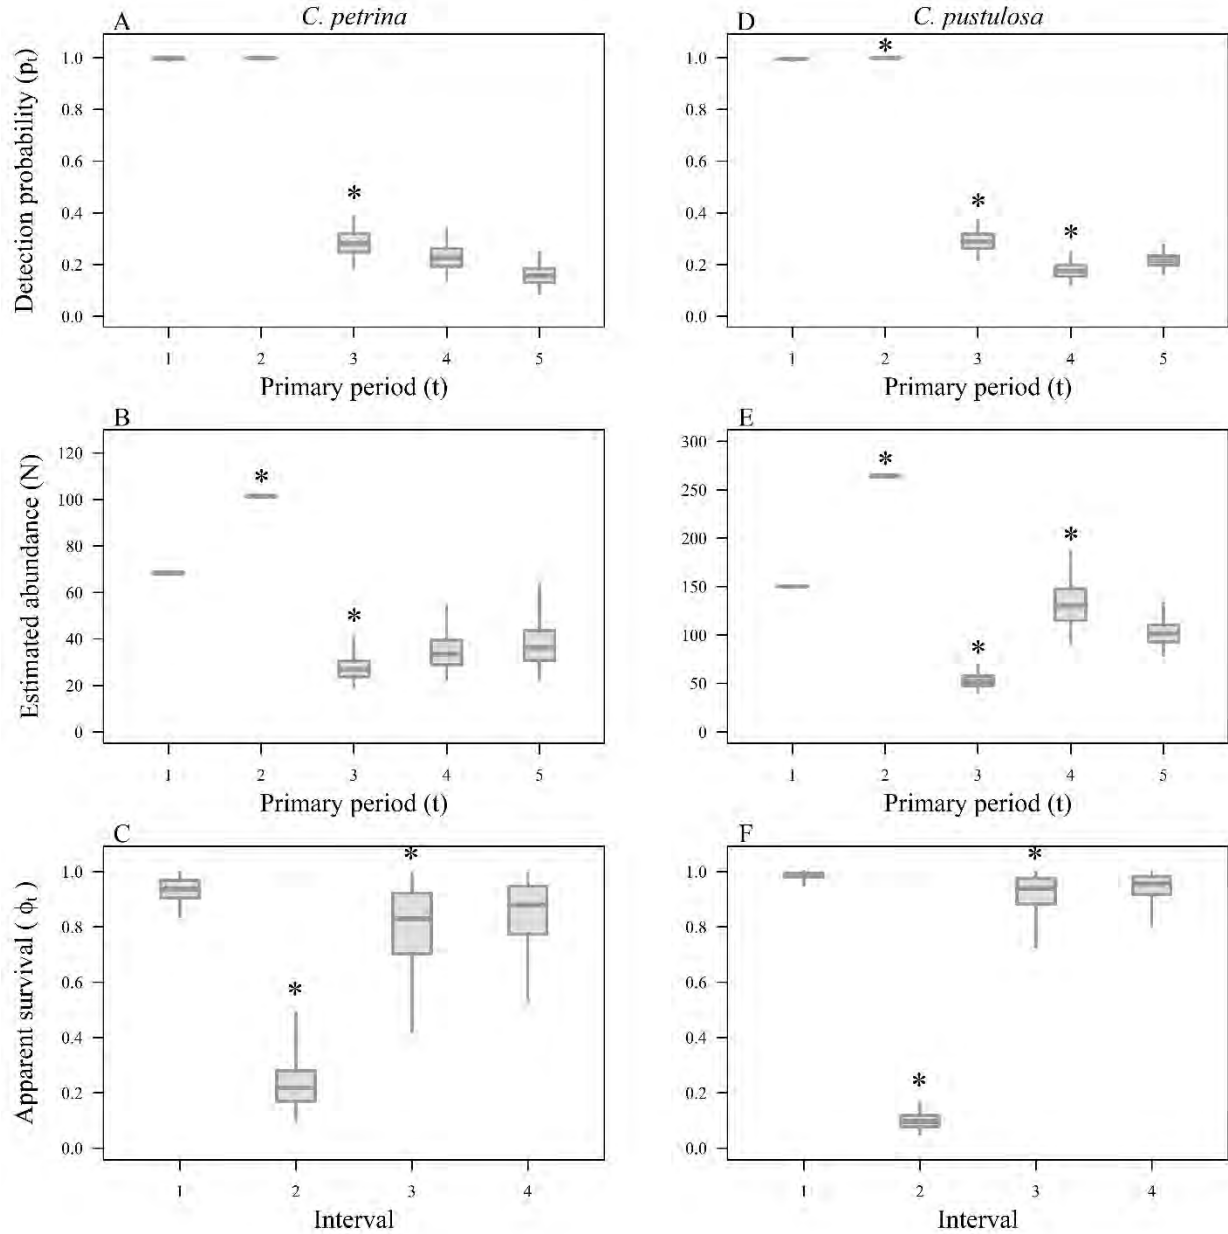 A C. petrina
Detection probability (pt)
1.0
0.8
0.6
0.4
0.2
0.0
*
1 2 3 4 5
Primary period (t)
D C. pustulosa
1.0
0.8
0.6
0.4
0.2
0.0
* * *
1 2 3 4 5
Primary period (t)
B
Estimated abundance (N)
120
100
80
60
40
20
0
* *
1 2 3 4 5
Primary period (t)
E
300
250
200
150
100
50
0
* * *
1 2 3 4 5
Primary period (t)
C
Apparent survival ( ϕt)
1.0
0.8
0.6
0.4
0.2
0.0
* *
1 2 3 4
Interval
F
1.0
0.8
0.6
0.4
0.2
0.0
* *
1 2 3 4
Interval